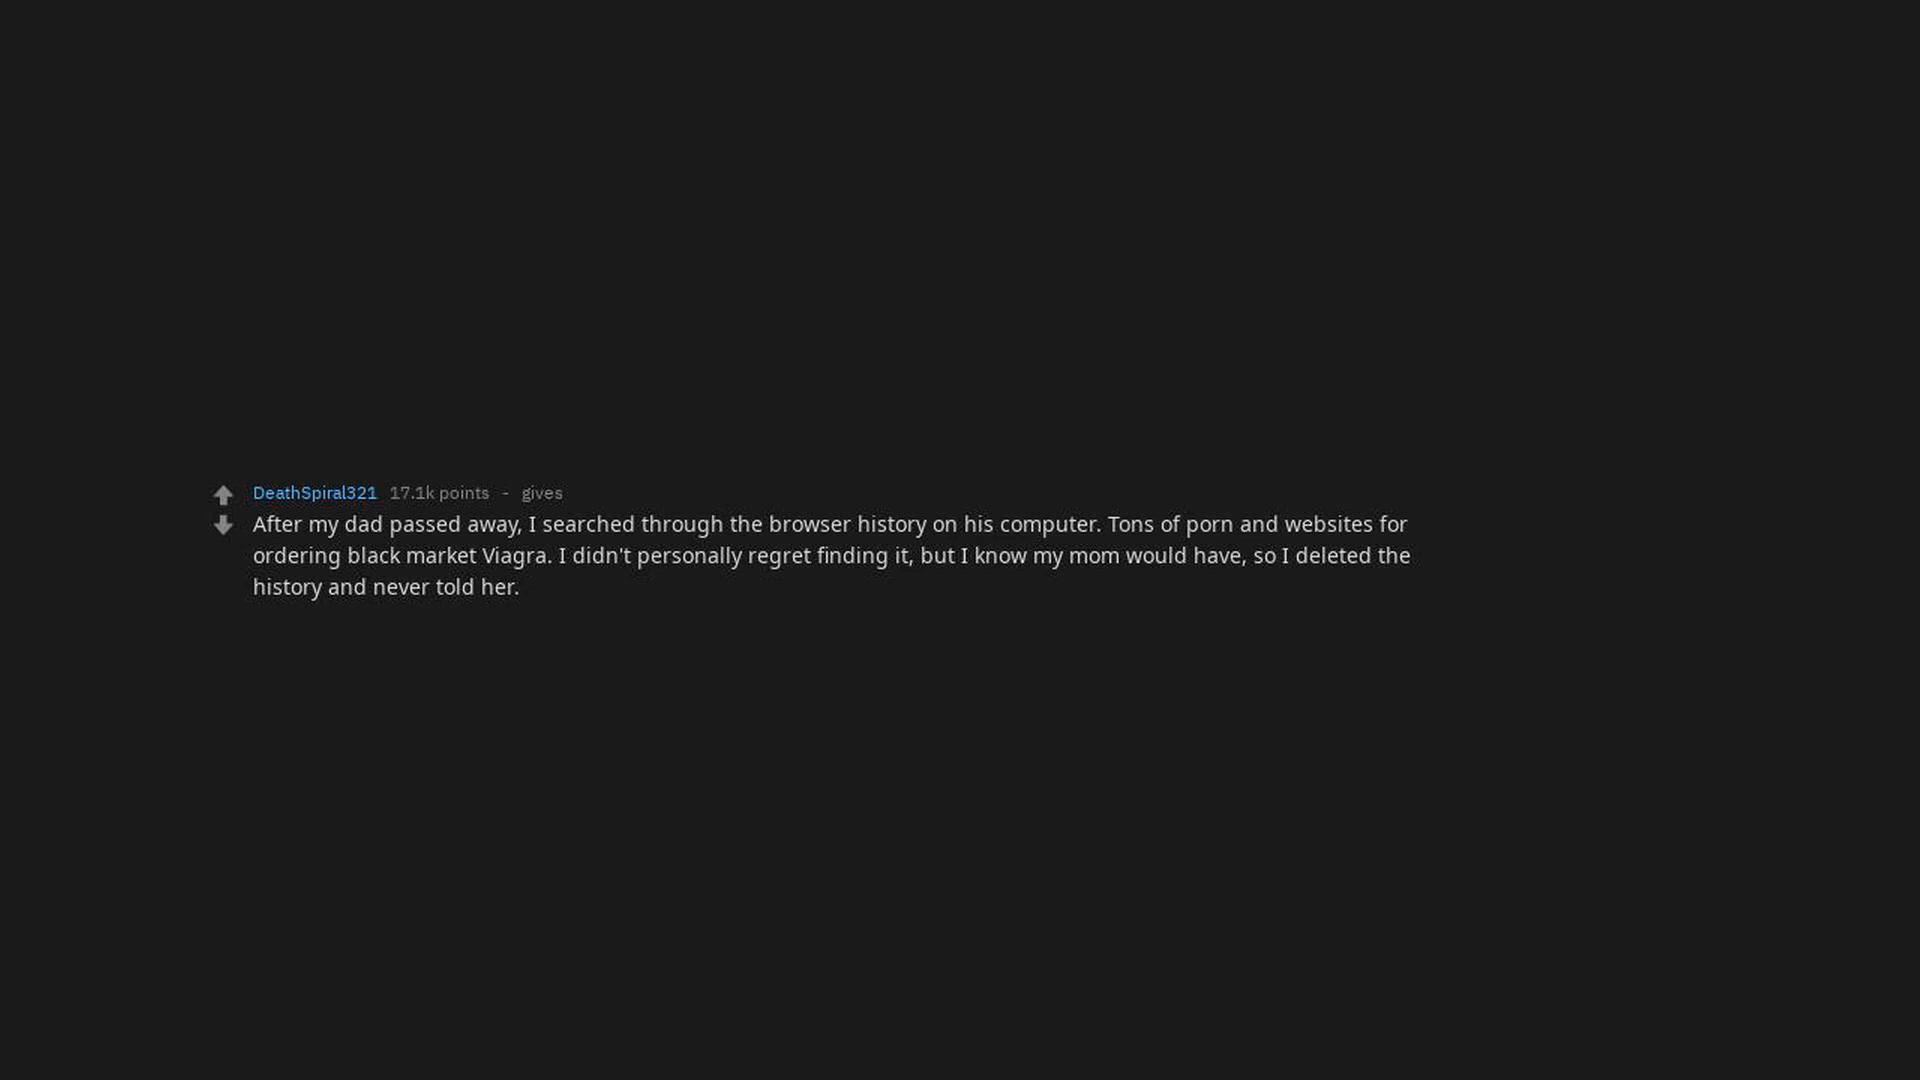 DeathSpiral321 17.1k points - gives
After my dad passed away, I searched through the browser history on his computer. Tons of porn and websites for
ordering black market Viagra. I didn't personally regret finding it, but I know my mom would have, so I deleted the
history and never told her.